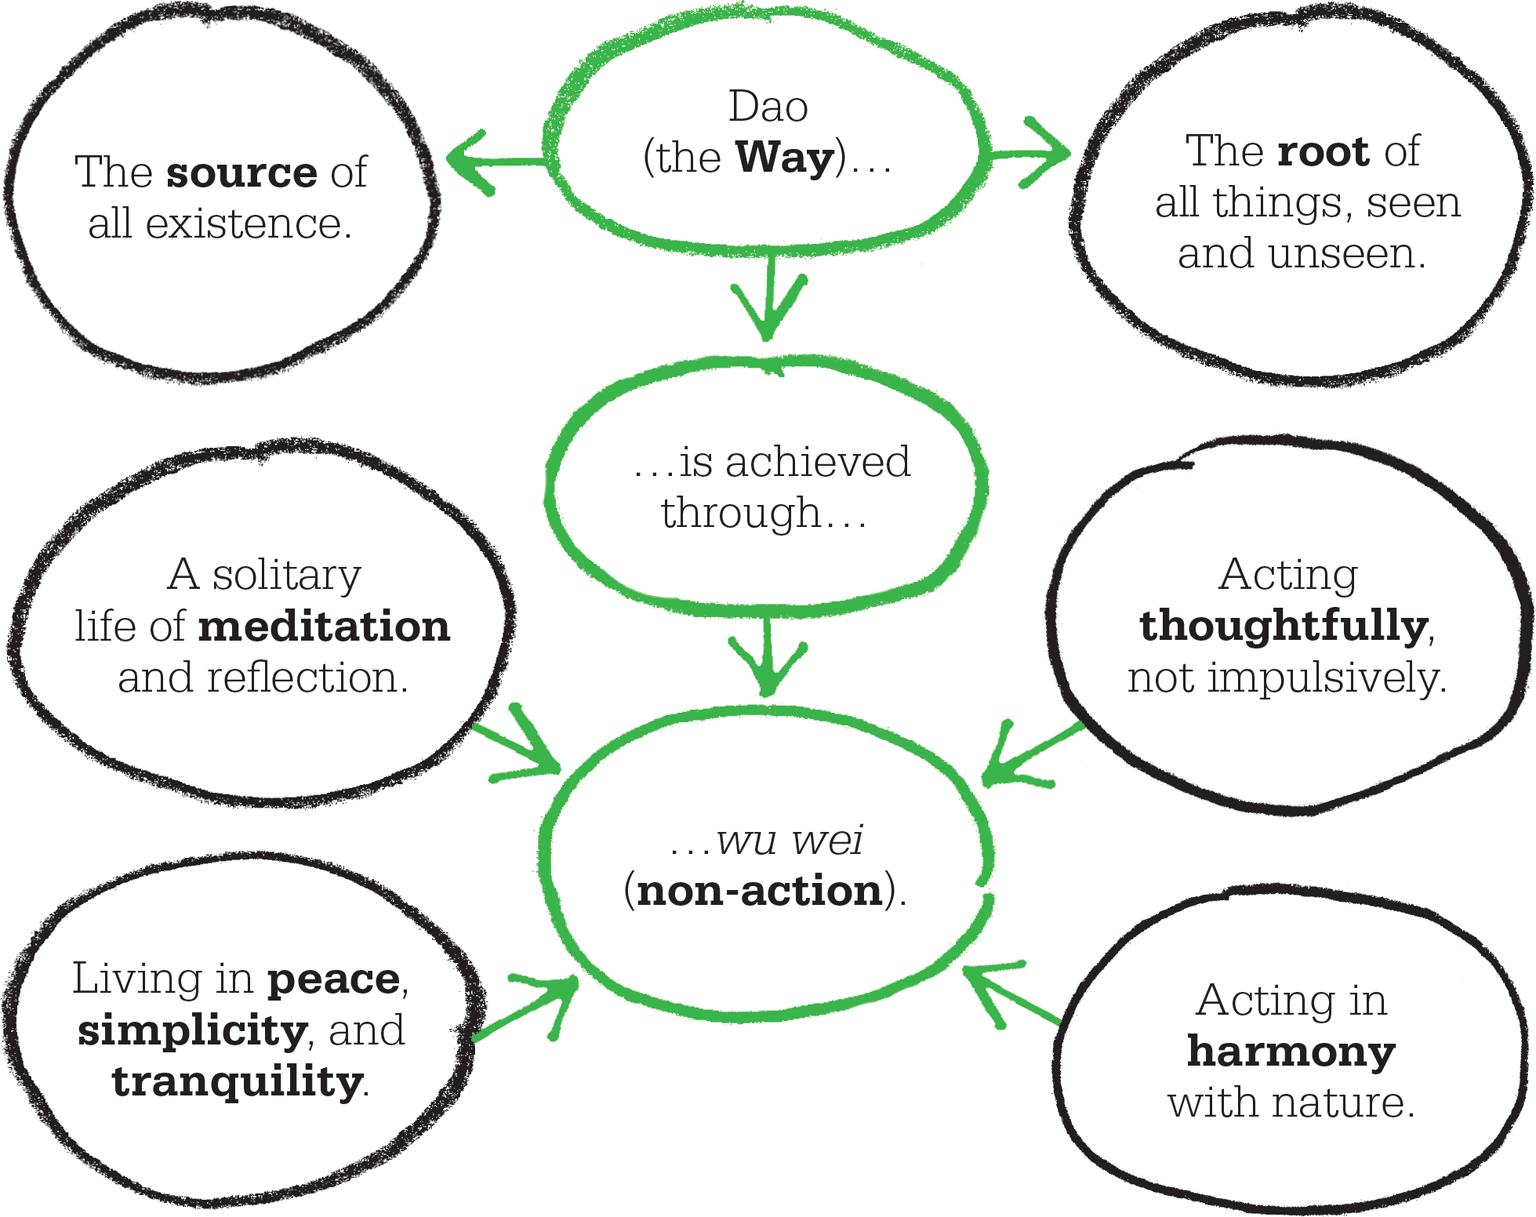 The source of
all existence.
Dao
(the Way)…
The root of
all things, seen
and unseen.
…is achieved
through…
A solitary
life of meditation
and reflection.
Acting
thoughtfully,
not impulsively.
…wu wei
(non-action).
Living in peace,
simplicity, and
tranquility.
Acting in
harmony
with nature.